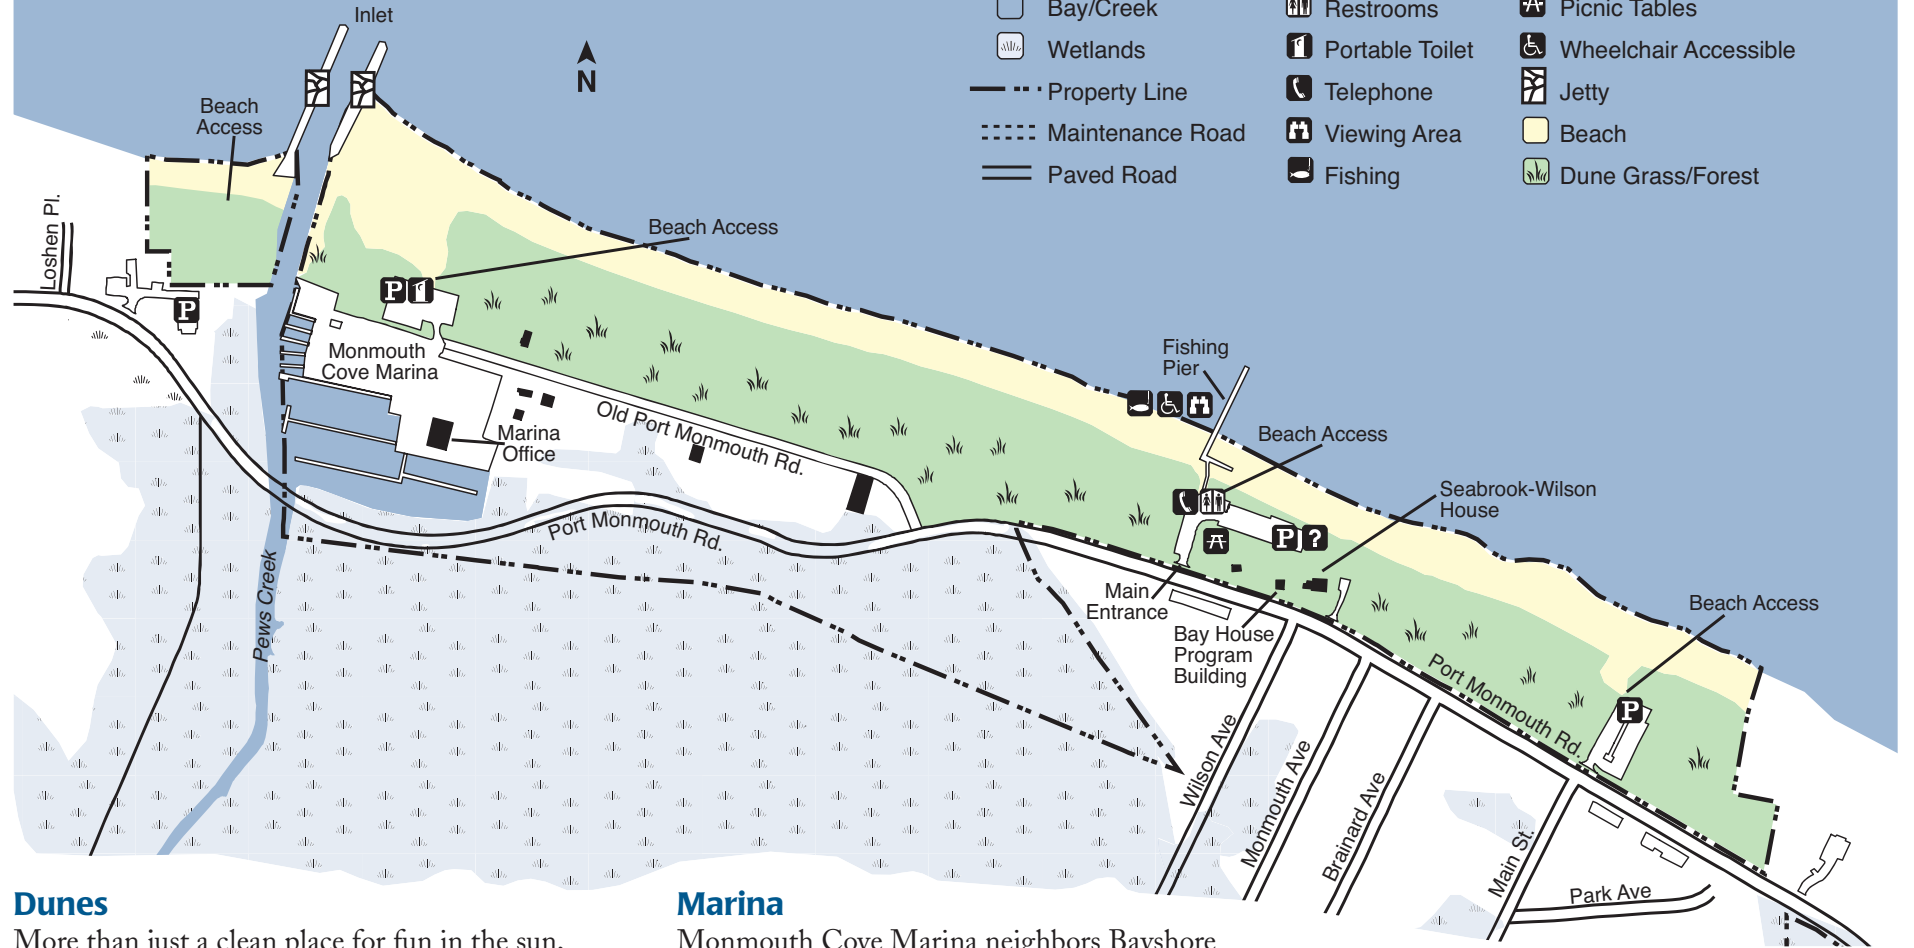 Inlet
N
Bay/Creek
Wetlands
Property Line
Maintenance Road
Paved Road
Restrooms
Portable Toilet
Telephone
Viewing Area
Fishing
Picnic Tables
Wheelchair Accessible
Jetty
Beach
Dune Grass/Forest
Beach
Access
Loshen Pl.
P
Beach Access
P
Monmouth
Cove Marina
Marina
Office
Old Port Monmouth Rd.
Port Monmouth Rd.
Pews Creek
Fishing
Pier
Beach Access
Seabrook-Wilson
House
P
?
Main
Entrance
Bay House
Program
Building
Beach Access
P
Port Monmouth Rd.
Wilson Ave
Monmouth Ave
Brainard Ave
Main St.
Park Ave
Dunes
More than just a clean place for fun in the sun,
Marina
Monmouth Cove Marina neighbors Bayshore